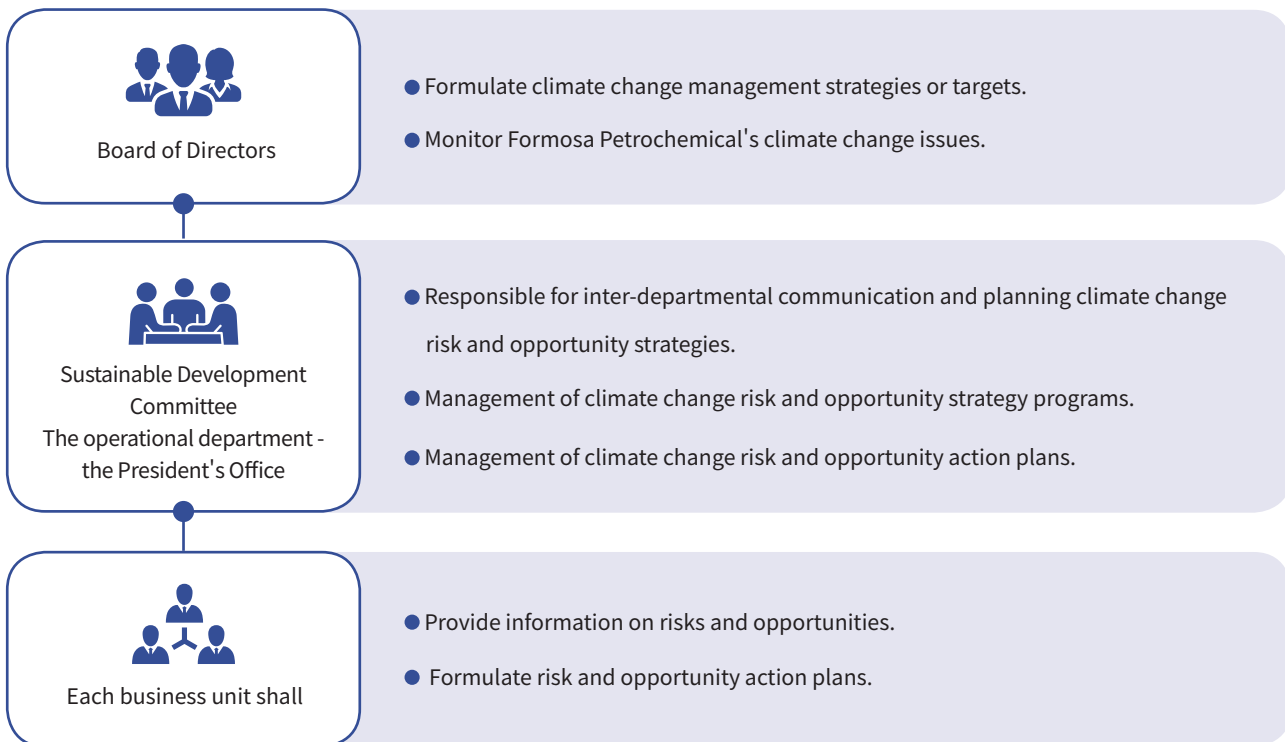 Board of Directors
● Formulate climate change management strategies or targets.
● Monitor Formosa Petrochemical's climate change issues.
Sustainable Development
Committee
The operational department -
the President's Office
● Responsible for inter-departmental communication and planning climate change
risk and opportunity strategies.
● Management of climate change risk and opportunity strategy programs.
● Management of climate change risk and opportunity action plans.
Each business unit shall
● Provide information on risks and opportunities.
● Formulate risk and opportunity action plans.